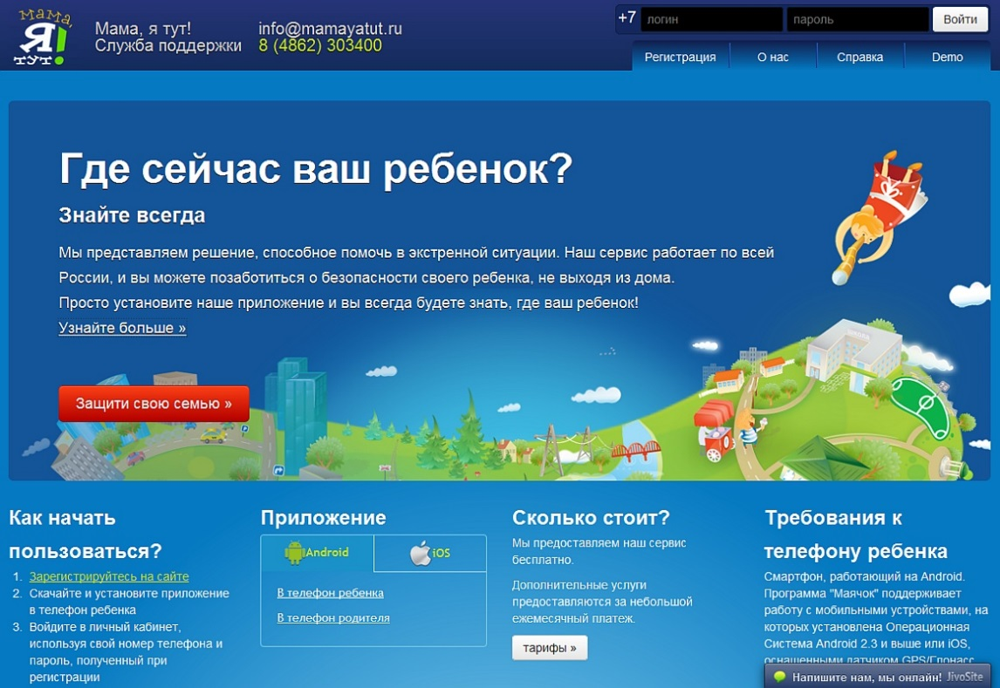 мама,
Я!
тут
Мама, я тут!
Служба поддержки
info@mamayatut.ru
8 (4862) 303400
+7
логин
пароль
Войти
Регистрация
О нас
Справка
Demo
Где сейчас ваш ребенок?
Знайте всегда
Мы представляем решение, способное помочь в экстренной ситуации. Наш сервис работает по всей
России, и вы можете позаботиться о безопасности своего ребенка, не выходя из дома.
Просто установите наше приложение и вы всегда будете знать, где ваш ребенок!
Узнайте больше »
Защити свою семью »
ШКОЛА
P
P
Как начать
пользоваться?
1. Зарегистрируйтесь на сайте
2. Скачайте и установите приложение
в телефон ребенка
3. Войдите в личный кабинет,
используя свой номер телефона и
пароль, полученный при
регистрации
Приложение
Android
iOS
В телефон ребенка
В телефон родителя
Сколько стоит?
Мы предоставляем наш сервис
бесплатно.
Дополнительные услуги
предоставляются за небольшой
ежемесячный платеж.
тарифы »
Требования к
телефону ребенка
Смартфон, работающий на Android.
Программа "Маячок" поддерживает
работу с мобильными устройствами, на
которых установлена Операционная
Система Android 2.3 и выше или iOS,
оснащенными датчиком GPS/Глонасс
Напишите нам, мы онлайн! JivoSite